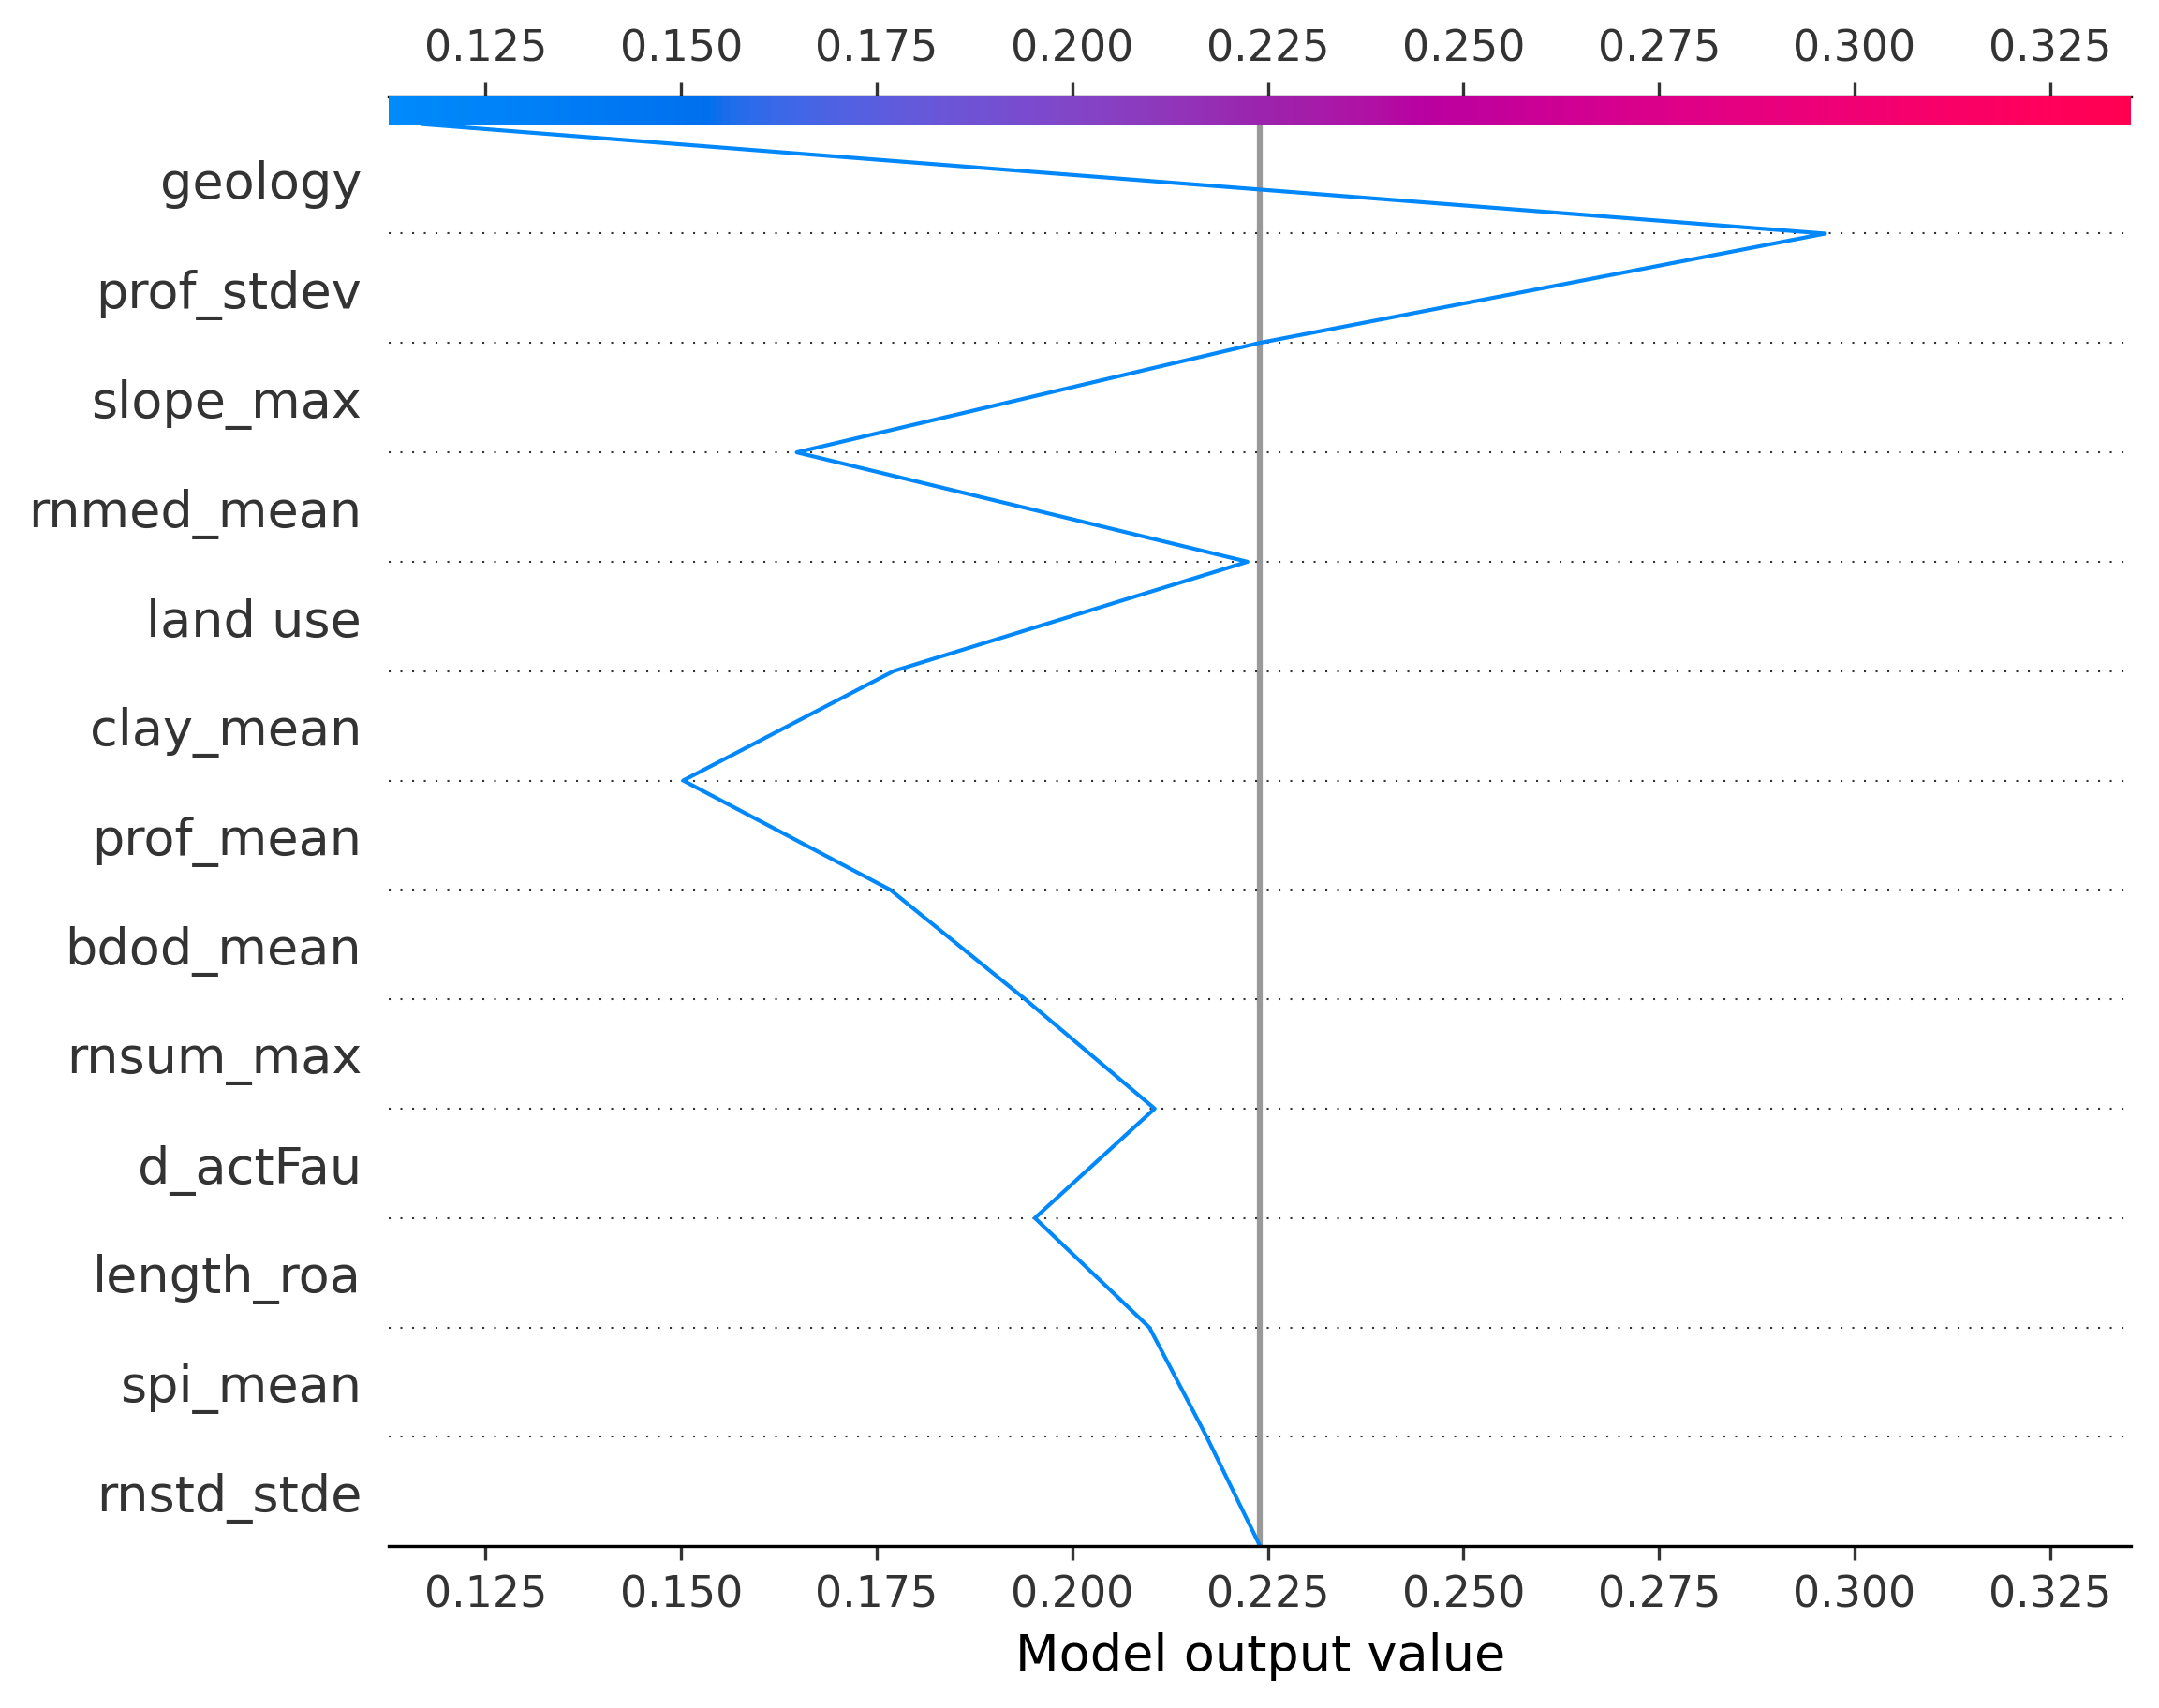 0.125 0.150 0.175 0.200 0.225 0.250 0.275 0.300 0.325
geology
prof_stdev
slope_max
rnmed_mean
land use
clay_mean
prof_mean
bdod_mean
rnsum_max
d_actFau
length_roa
spi_mean
rnstd_stde
0.125 0.150 0.175 0.200 0.225 0.250 0.275 0.300 0.325
Model output value